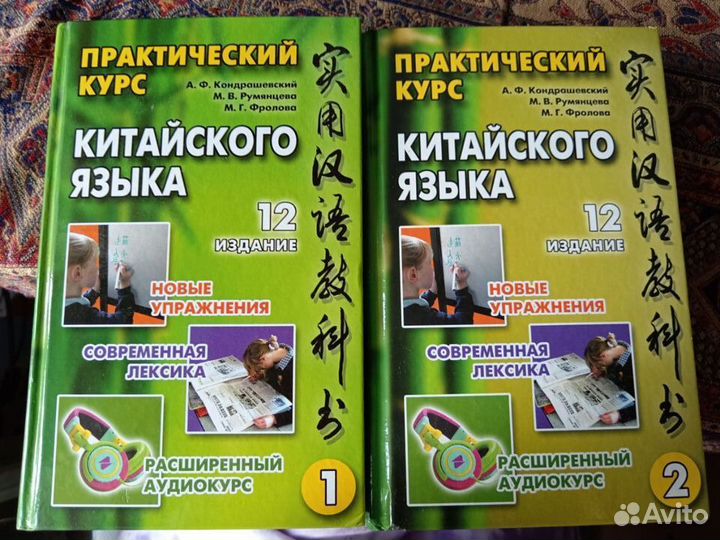 ПРАКТИЧЕСКИЙ
КУРС
А. Ф. Кондрашевский
М. В. Румянцева
М. Г. Фролова
КИТАЙСКОГО
ЯЗЫКА
12
ИЗДАНИЕ
НОВЫЕ
УПРАЖНЕНИЯ
СОВРЕМЕННАЯ
ЛЕКСИКА
РАСШИРЕННЫЙ
АУДИОКУРС
1
实用汉语教科书
ПРАКТИЧЕСКИЙ
КУРС
А. Ф. Кондрашевский
М. В. Румянцева
М. Г. Фролова
КИТАЙСКОГО
ЯЗЫКА
12
ИЗДАНИЕ
НОВЫЕ
УПРАЖНЕНИЯ
СОВРЕМЕННАЯ
ЛЕКСИКА
РАСШИРЕННЫЙ
АУДИОКУРС
2
实用汉语教科书
Avito